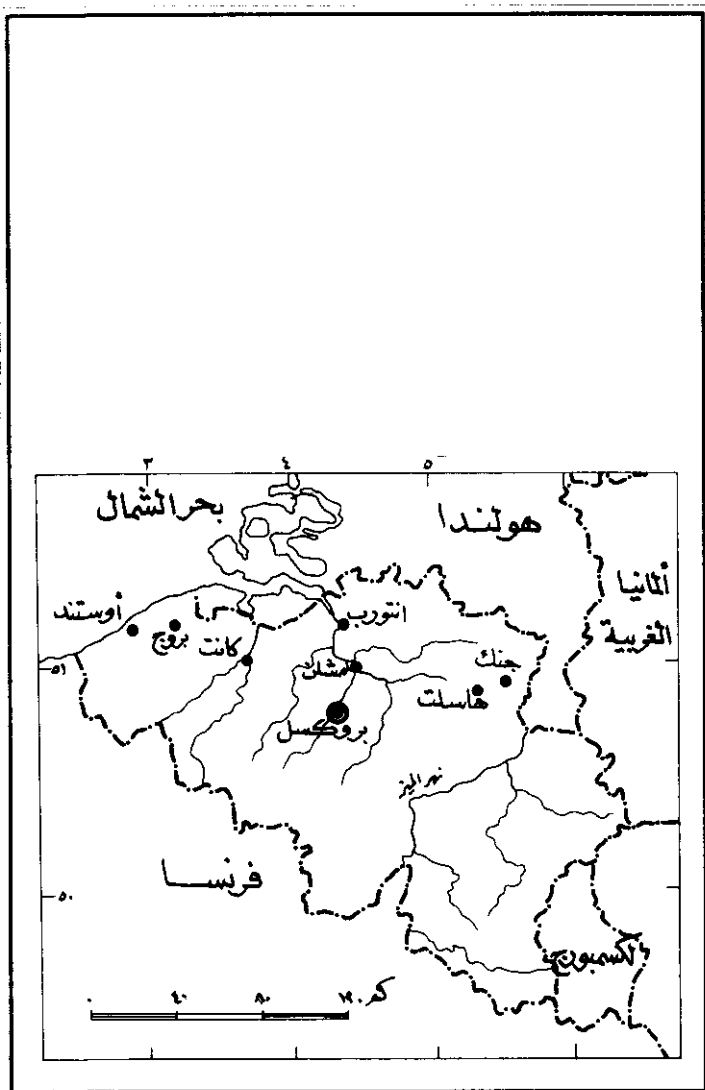 ٣ ٤ ٥
بحر الشمال
هولندا
ألمانيا
الغربية
أوستند
بروج
انتورب
كانت
جنك
هاسلت
٥١
بروكسل
نهر الميز
فرنسا
٥٠
لكسمبورج
كم ١٢٠ ٨٠ ٤٠ ٠